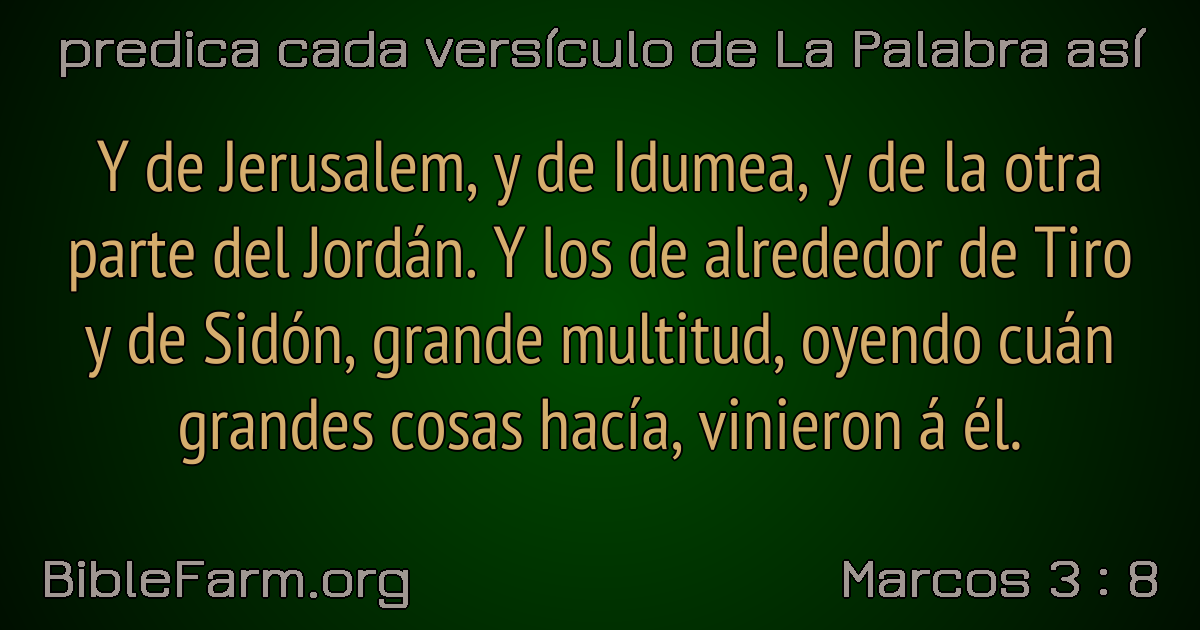 predica cada versículo de La Palabra así
Y de Jerusalem, y de Idumea, y de la otra
parte del Jordán. Y los de alrededor de Tiro
y de Sidón, grande multitud, oyendo cuán
grandes cosas hacía, vinieron á él.
BibleFarm.org
Marcos 3 : 8